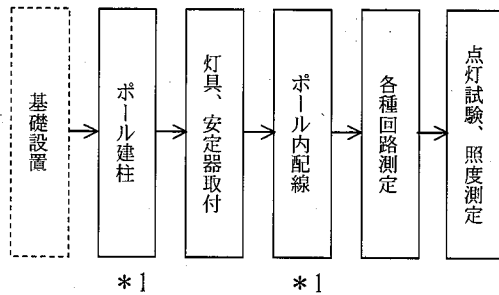 基礎設置
ポール建柱
灯具、安定器取付
ポール内配線
各種回路測定
点灯試験、照度測定
*1
*1